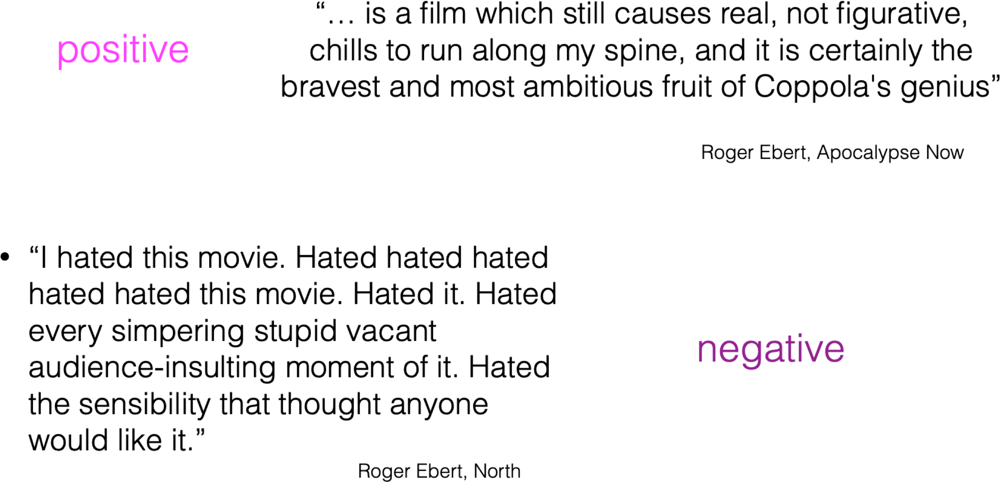 positive
“… is a film which still causes real, not figurative,
chills to run along my spine, and it is certainly the
bravest and most ambitious fruit of Coppola's genius”
Roger Ebert, Apocalypse Now
• “I hated this movie. Hated hated hated
hated hated this movie. Hated it. Hated
every simpering stupid vacant
audience-insulting moment of it. Hated
the sensibility that thought anyone
would like it.”
negative
Roger Ebert, North